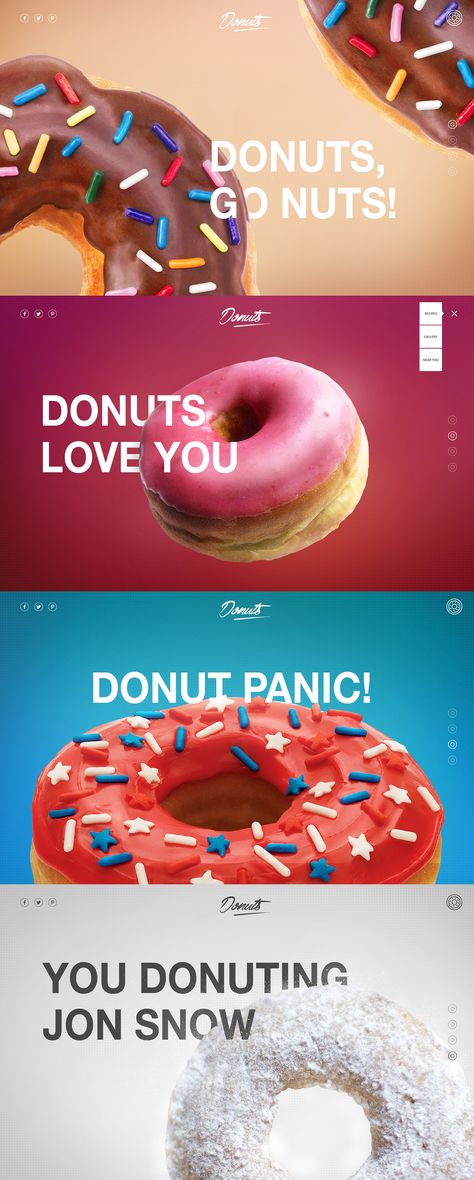 Donuts
DONUTS,
GO NUTS!
Donuts
RECIPES
GALLERY
NEAR YOU
DONUTS
LOVE YOU
Donuts
DONUT PANIC!
Donuts
YOU DONUTING
JON SNOW